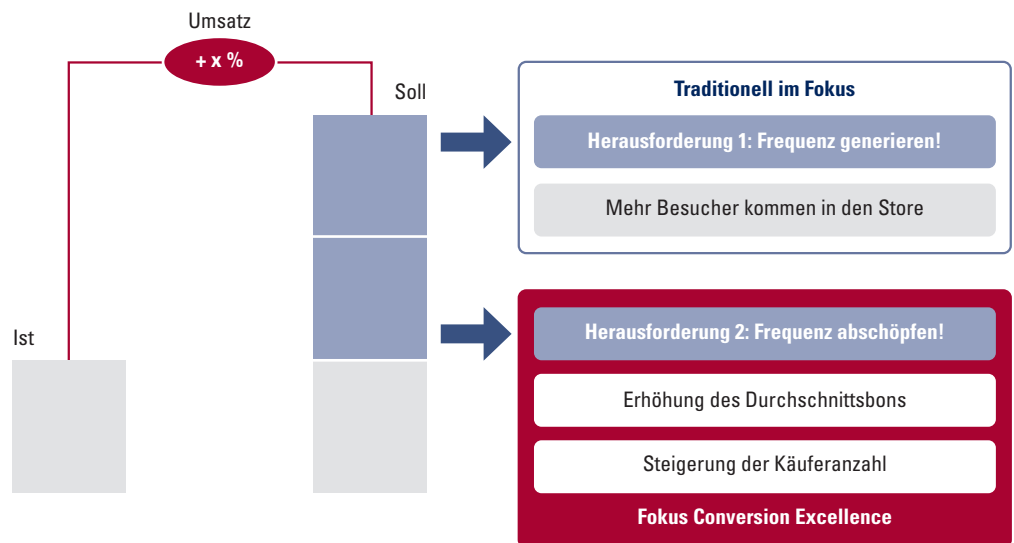 Umsatz
+ x %
Soll
Ist
Traditionell im Fokus
Herausforderung 1: Frequenz generieren!
Mehr Besucher kommen in den Store
Herausforderung 2: Frequenz abschöpfen!
Erhöhung des Durchschnittsbons
Steigerung der Käuferanzahl
Fokus Conversion Excellence